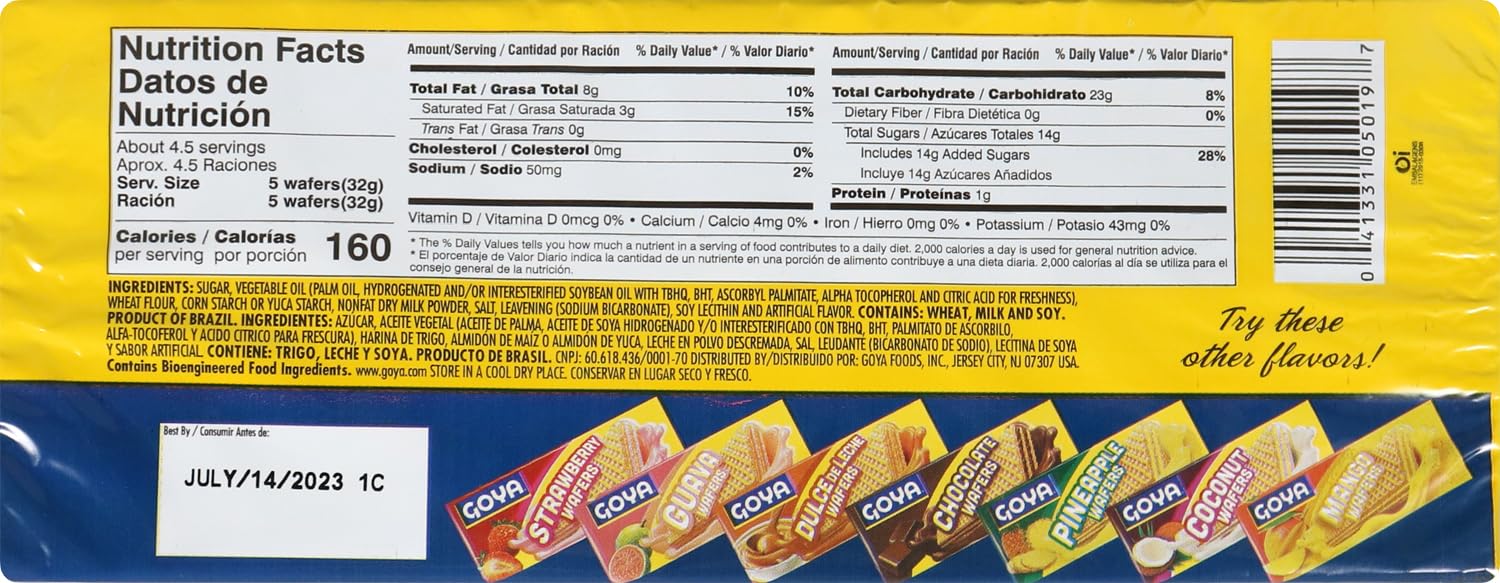 Nutrition Facts
Datos de
Nutrición
About 4.5 servings
Aprox. 4.5 Raciones
Serv. Size 5 wafers(32g)
Ración 5 wafers(32g)
Calories / Calorías
per serving por porción 160
Amount/Serving / Cantidad por Ración % Daily Value* / % Valor Diario*
Total Fat / Grasa Total 8g 10%
Saturated Fat / Grasa Saturada 3g 15%
Trans Fat / Grasa Trans 0g
Cholesterol / Colesterol 0mg 0%
Sodium / Sodio 50mg 2%
Amount/Serving / Cantidad por Ración % Daily Value* / % Valor Diario*
Total Carbohydrate / Carbohidrato 23g 8%
Dietary Fiber / Fibra Dietética 0g 0%
Total Sugars / Azúcares Totales 14g
Includes 14g Added Sugars 28%
Incluye 14g Azúcares Añadidos
Protein / Proteínas 1g
Vitamin D / Vitamina D 0mcg 0% • Calcium / Calcio 4mg 0% • Iron / Hierro 0mg 0% • Potassium / Potasio 43mg 0%
* The % Daily Values tells you how much a nutrient in a serving of food contributes to a daily diet. 2,000 calories a day is used for general nutrition advice.
* El porcentaje de Valor Diario indica la cantidad de un nutriente en una porción de alimento contribuye a una dieta diaria. 2,000 calorías al día se utiliza para el
consejo general de la nutrición.
INGREDIENTS: SUGAR, VEGETABLE OIL (PALM OIL, HYDROGENATED AND/OR INTERESTERIFIED SOYBEAN OIL WITH TBHQ, BHT, ASCORBYL PALMITATE, ALPHA TOCOPHEROL AND CITRIC ACID FOR FRESHNESS),
WHEAT FLOUR, CORN STARCH OR YUCA STARCH, NONFAT DRY MILK POWDER, SALT, LEAVENING (SODIUM BICARBONATE), SOY LECITHIN AND ARTIFICIAL FLAVOR. CONTAINS: WHEAT, MILK AND SOY.
PRODUCT OF BRAZIL. INGREDIENTES: AZÚCAR, ACEITE VEGETAL (ACEITE DE PALMA, ACEITE DE SOYA HIDROGENADO Y/O INTERESTERIFICADO CON TBHQ, BHT, PALMITATO DE ASCORBILO,
ALFA-TOCOFEROL Y ACIDO CITRICO PARA FRESCURA), HARINA DE TRIGO, ALMIDÓN DE MAÍZ O ALMIDÓN DE YUCA, LECHE EN POLVO DESCREMADA, SAL, LEUDANTE (BICARBONATO DE SODIO), LECITINA DE SOYA
Y SABOR ARTIFICIAL. CONTIENE: TRIGO, LECHE Y SOYA. PRODUCTO DE BRASIL. CNPJ: 60.618.436/0001-70 DISTRIBUTED BY/DISTRIBUIDO POR: GOYA FOODS, INC., JERSEY CITY, NJ 07307 USA.
Contains Bioengineered Food Ingredients. www.goya.com STORE IN A COOL DRY PLACE. CONSERVAR EN LUGAR SECO Y FRESCO.
0 41331 05019 7
oi
Try these
other flavors!
Best By / Consumir Antes de:
JULY/14/2023 1C
GOYA STRAWBERRY WAFERS
GOYA GUAVA WAFERS
GOYA DULCE DE LECHE WAFERS
GOYA CHOCOLATE WAFERS
GOYA PINEAPPLE WAFERS
GOYA COCONUT WAFERS
GOYA MANGO WAFERS